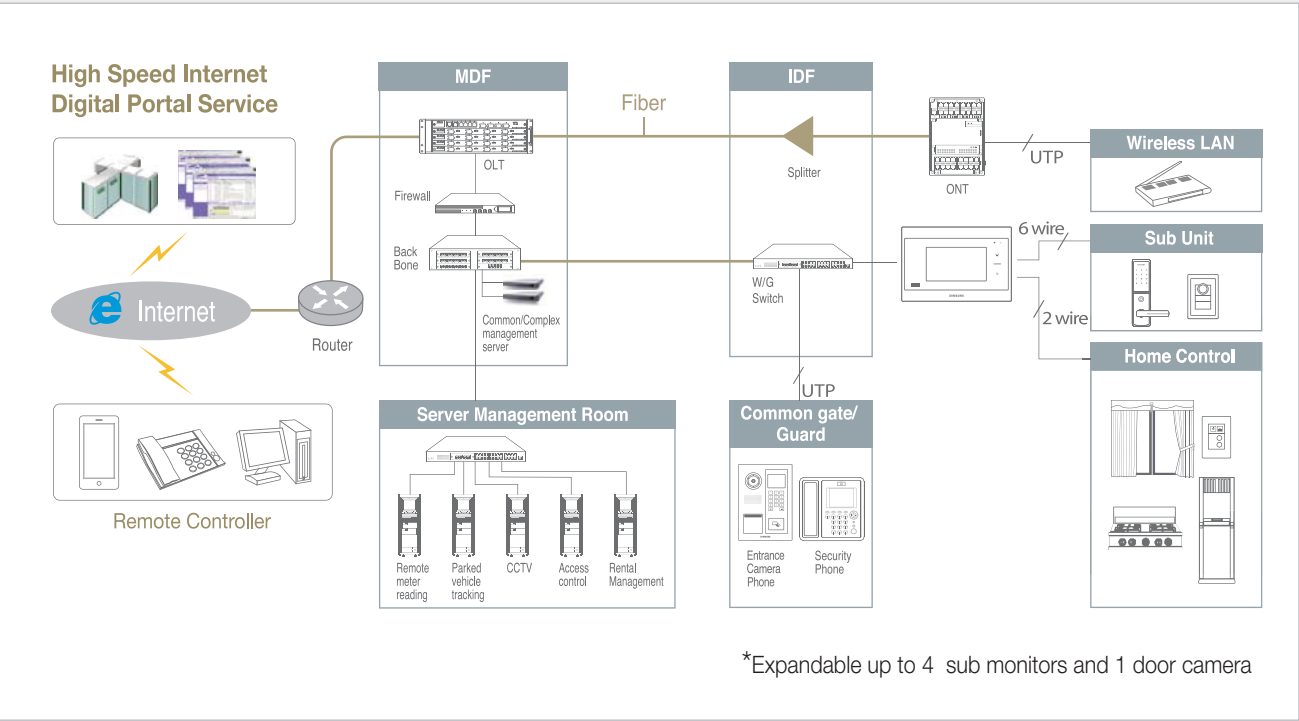 High Speed Internet
Digital Portal Service
Internet
Router
Remote Controller
MDF
OLT
Firewall
Back
Bone
Common/Complex
management
server
Fiber
IDF
Splitter
W/G
Switch
UTP
ONT
UTP
Wireless LAN
SAMSUNG
6 wire
Sub Unit
2 wire
Home Control
Server Management Room
Remote
meter
reading
Parked
vehicle
tracking
CCTV
Access
control
Rental
Management
Common gate/
Guard
Entrance
Camera
Phone
Security
Phone
*Expandable up to 4 sub monitors and 1 door camera